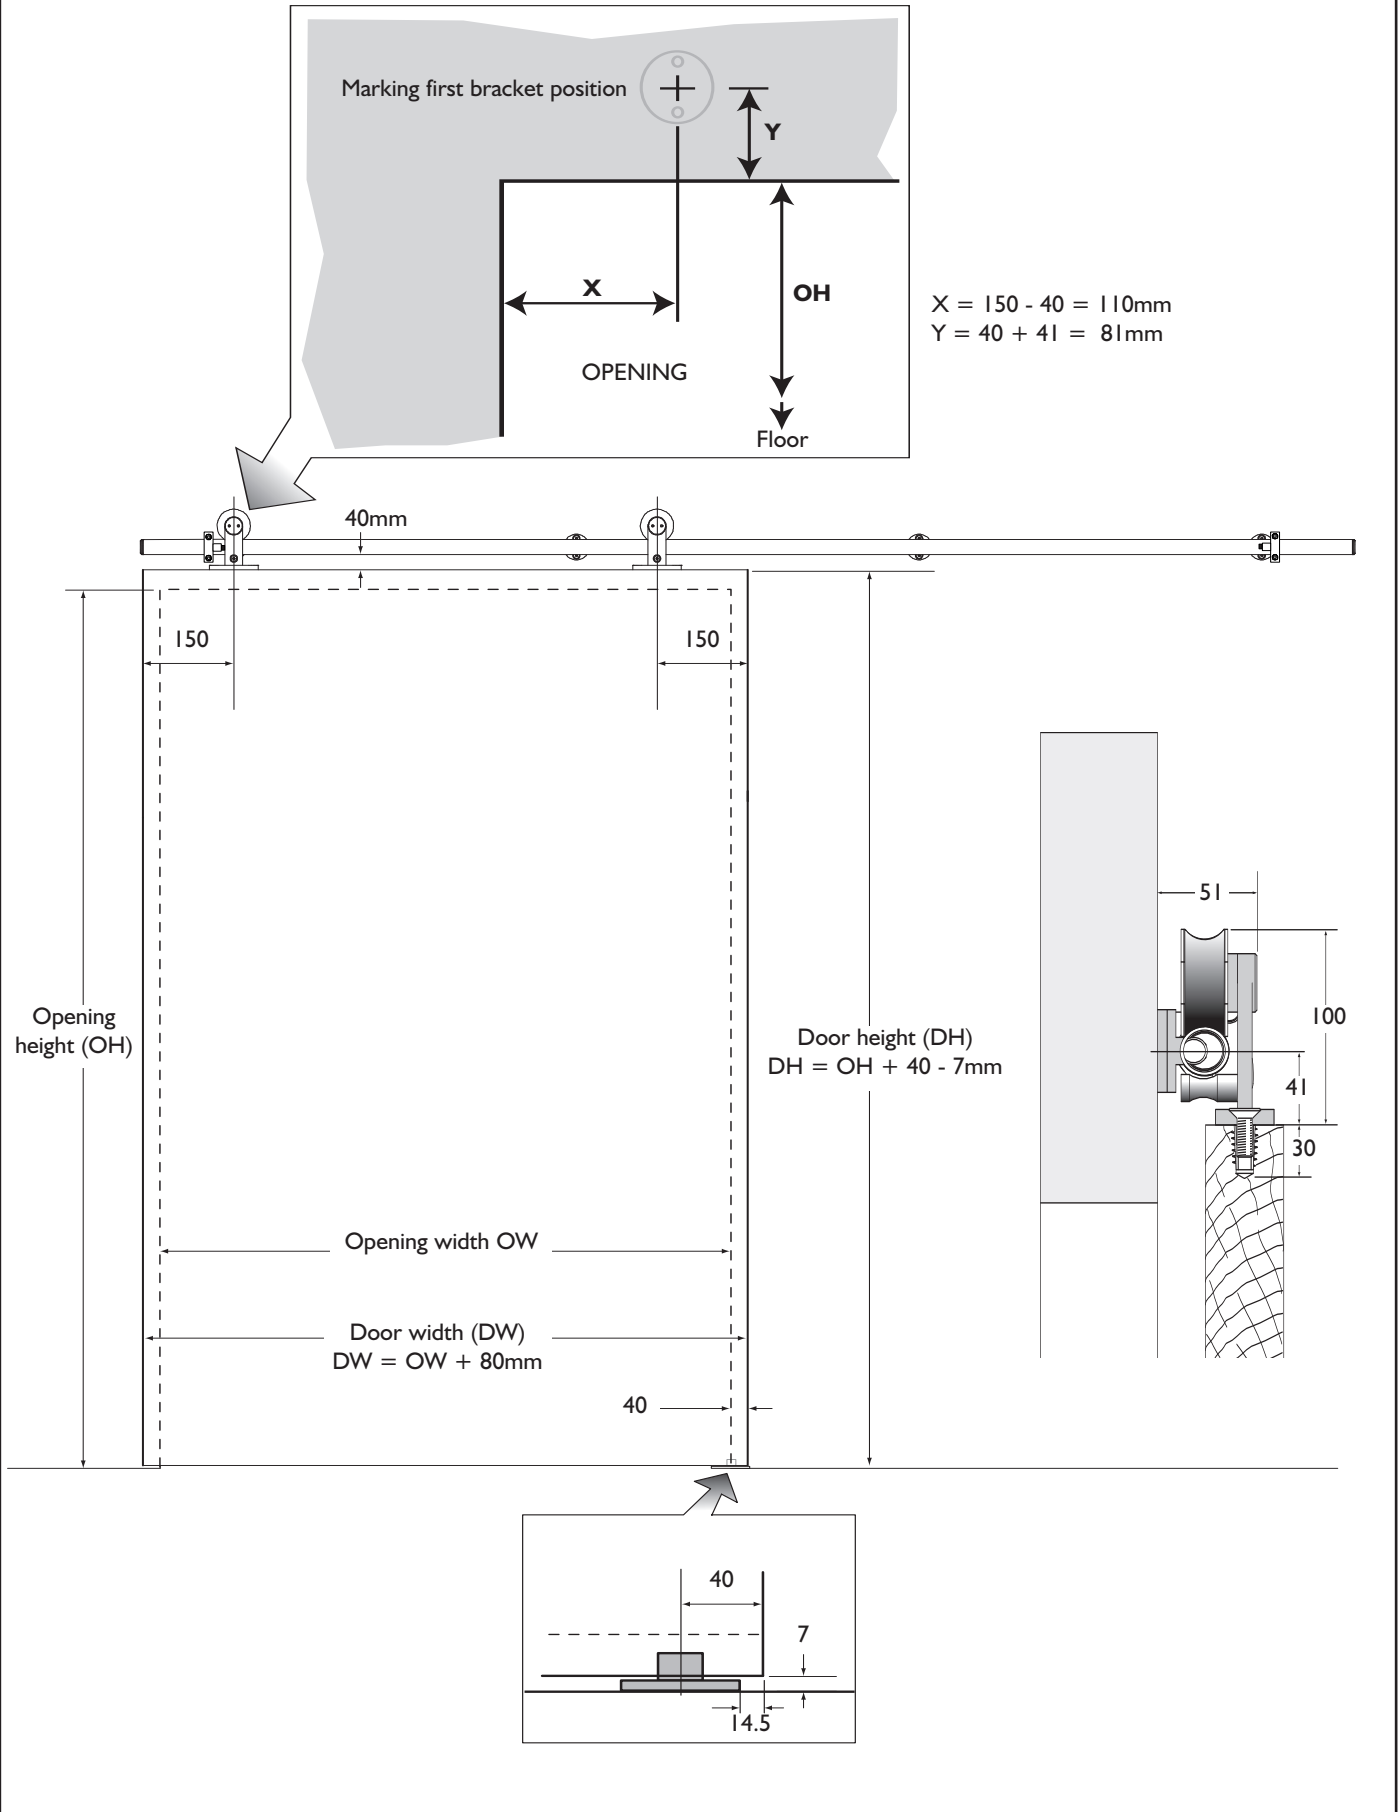 Marking first bracket position
Y
X
OH
OPENING
Floor
X = 150 - 40 = 110mm
Y = 40 + 41 = 81mm
40mm
150
150
51
100
41
30
Opening
height (OH)
Door height (DH)
DH = OH + 40 - 7mm
Opening width OW
Door width (DW)
DW = OW + 80mm
40
40
7
14.5